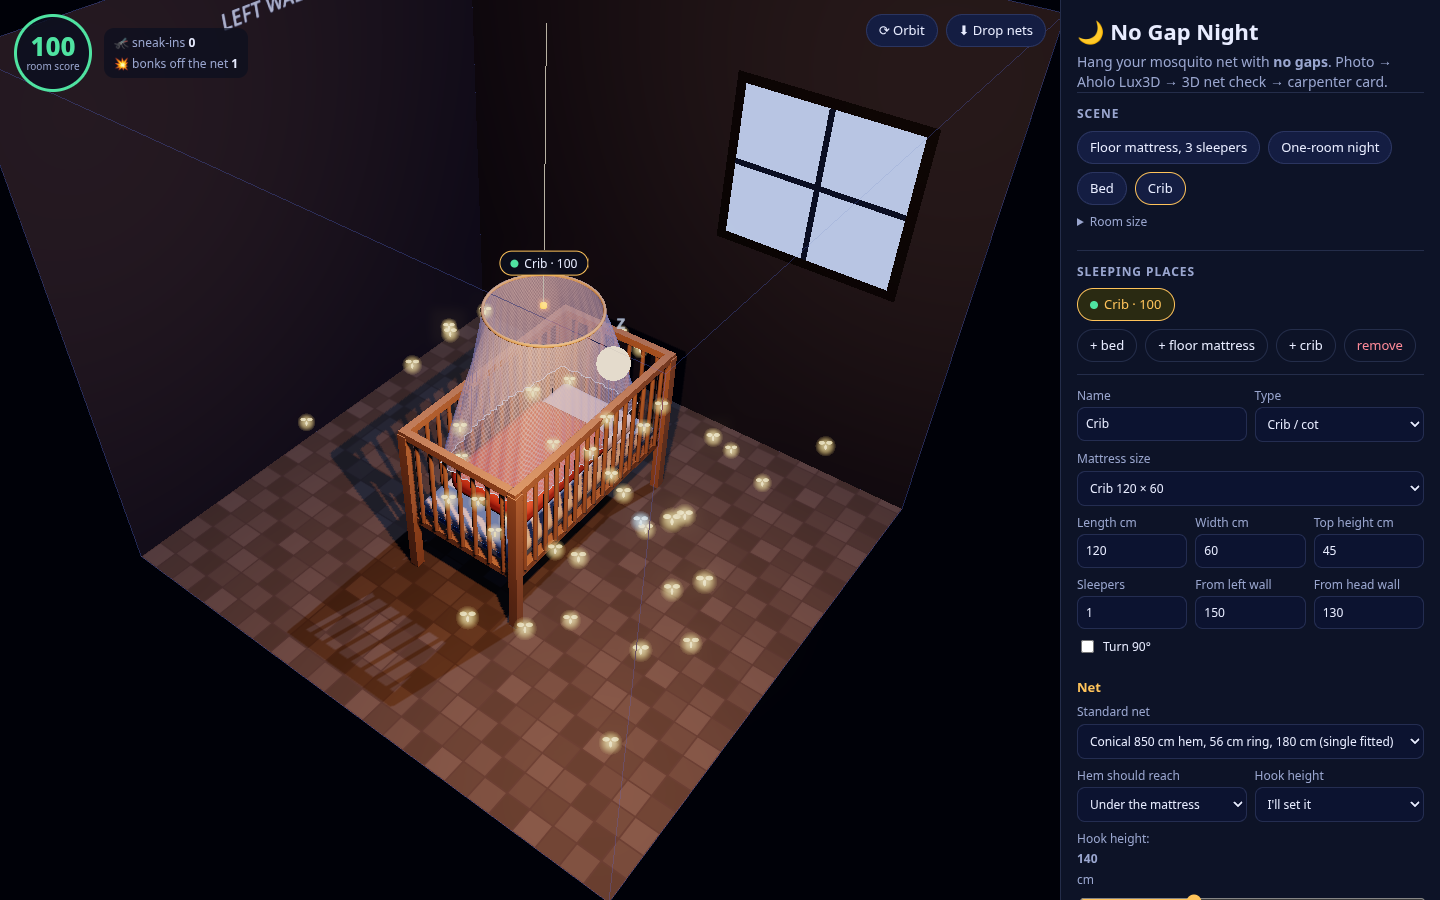 LEFT WAL
100
room score
sneak-ins 0
bonks off the net 1
⟳ Orbit
⬇ Drop nets
Crib · 100
z
🌙 No Gap Night
Hang your mosquito net with no gaps. Photo →
Aholo Lux3D → 3D net check → carpenter card.
SCENE
Floor mattress, 3 sleepers
One-room night
Bed
Crib
▶ Room size
SLEEPING PLACES
Crib · 100
+ bed
+ floor mattress
+ crib
remove
Name
Type
Crib
Crib / cot
Mattress size
Crib 120 × 60
Length cm
Width cm
Top height cm
120
60
45
Sleepers
From left wall
From head wall
1
150
130
Turn 90°
Net
Standard net
Conical 850 cm hem, 56 cm ring, 180 cm (single fitted)
Hem should reach
Hook height
Under the mattress
I'll set it
Hook height:
140
cm